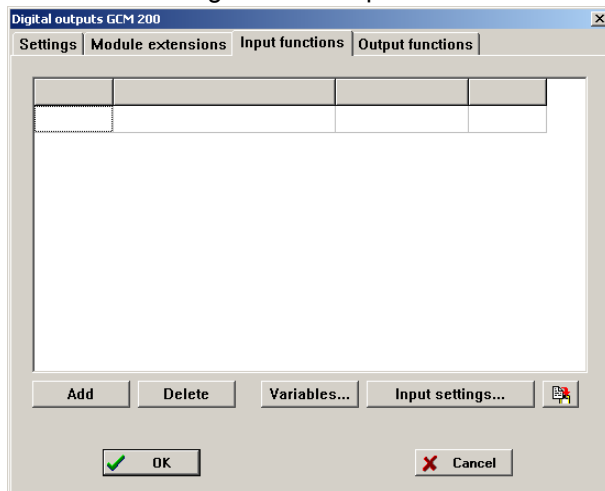 Digital outputs GCM 200
Settings Module extensions Input functions Output functions
Add Delete Variables... Input settings...
OK Cancel